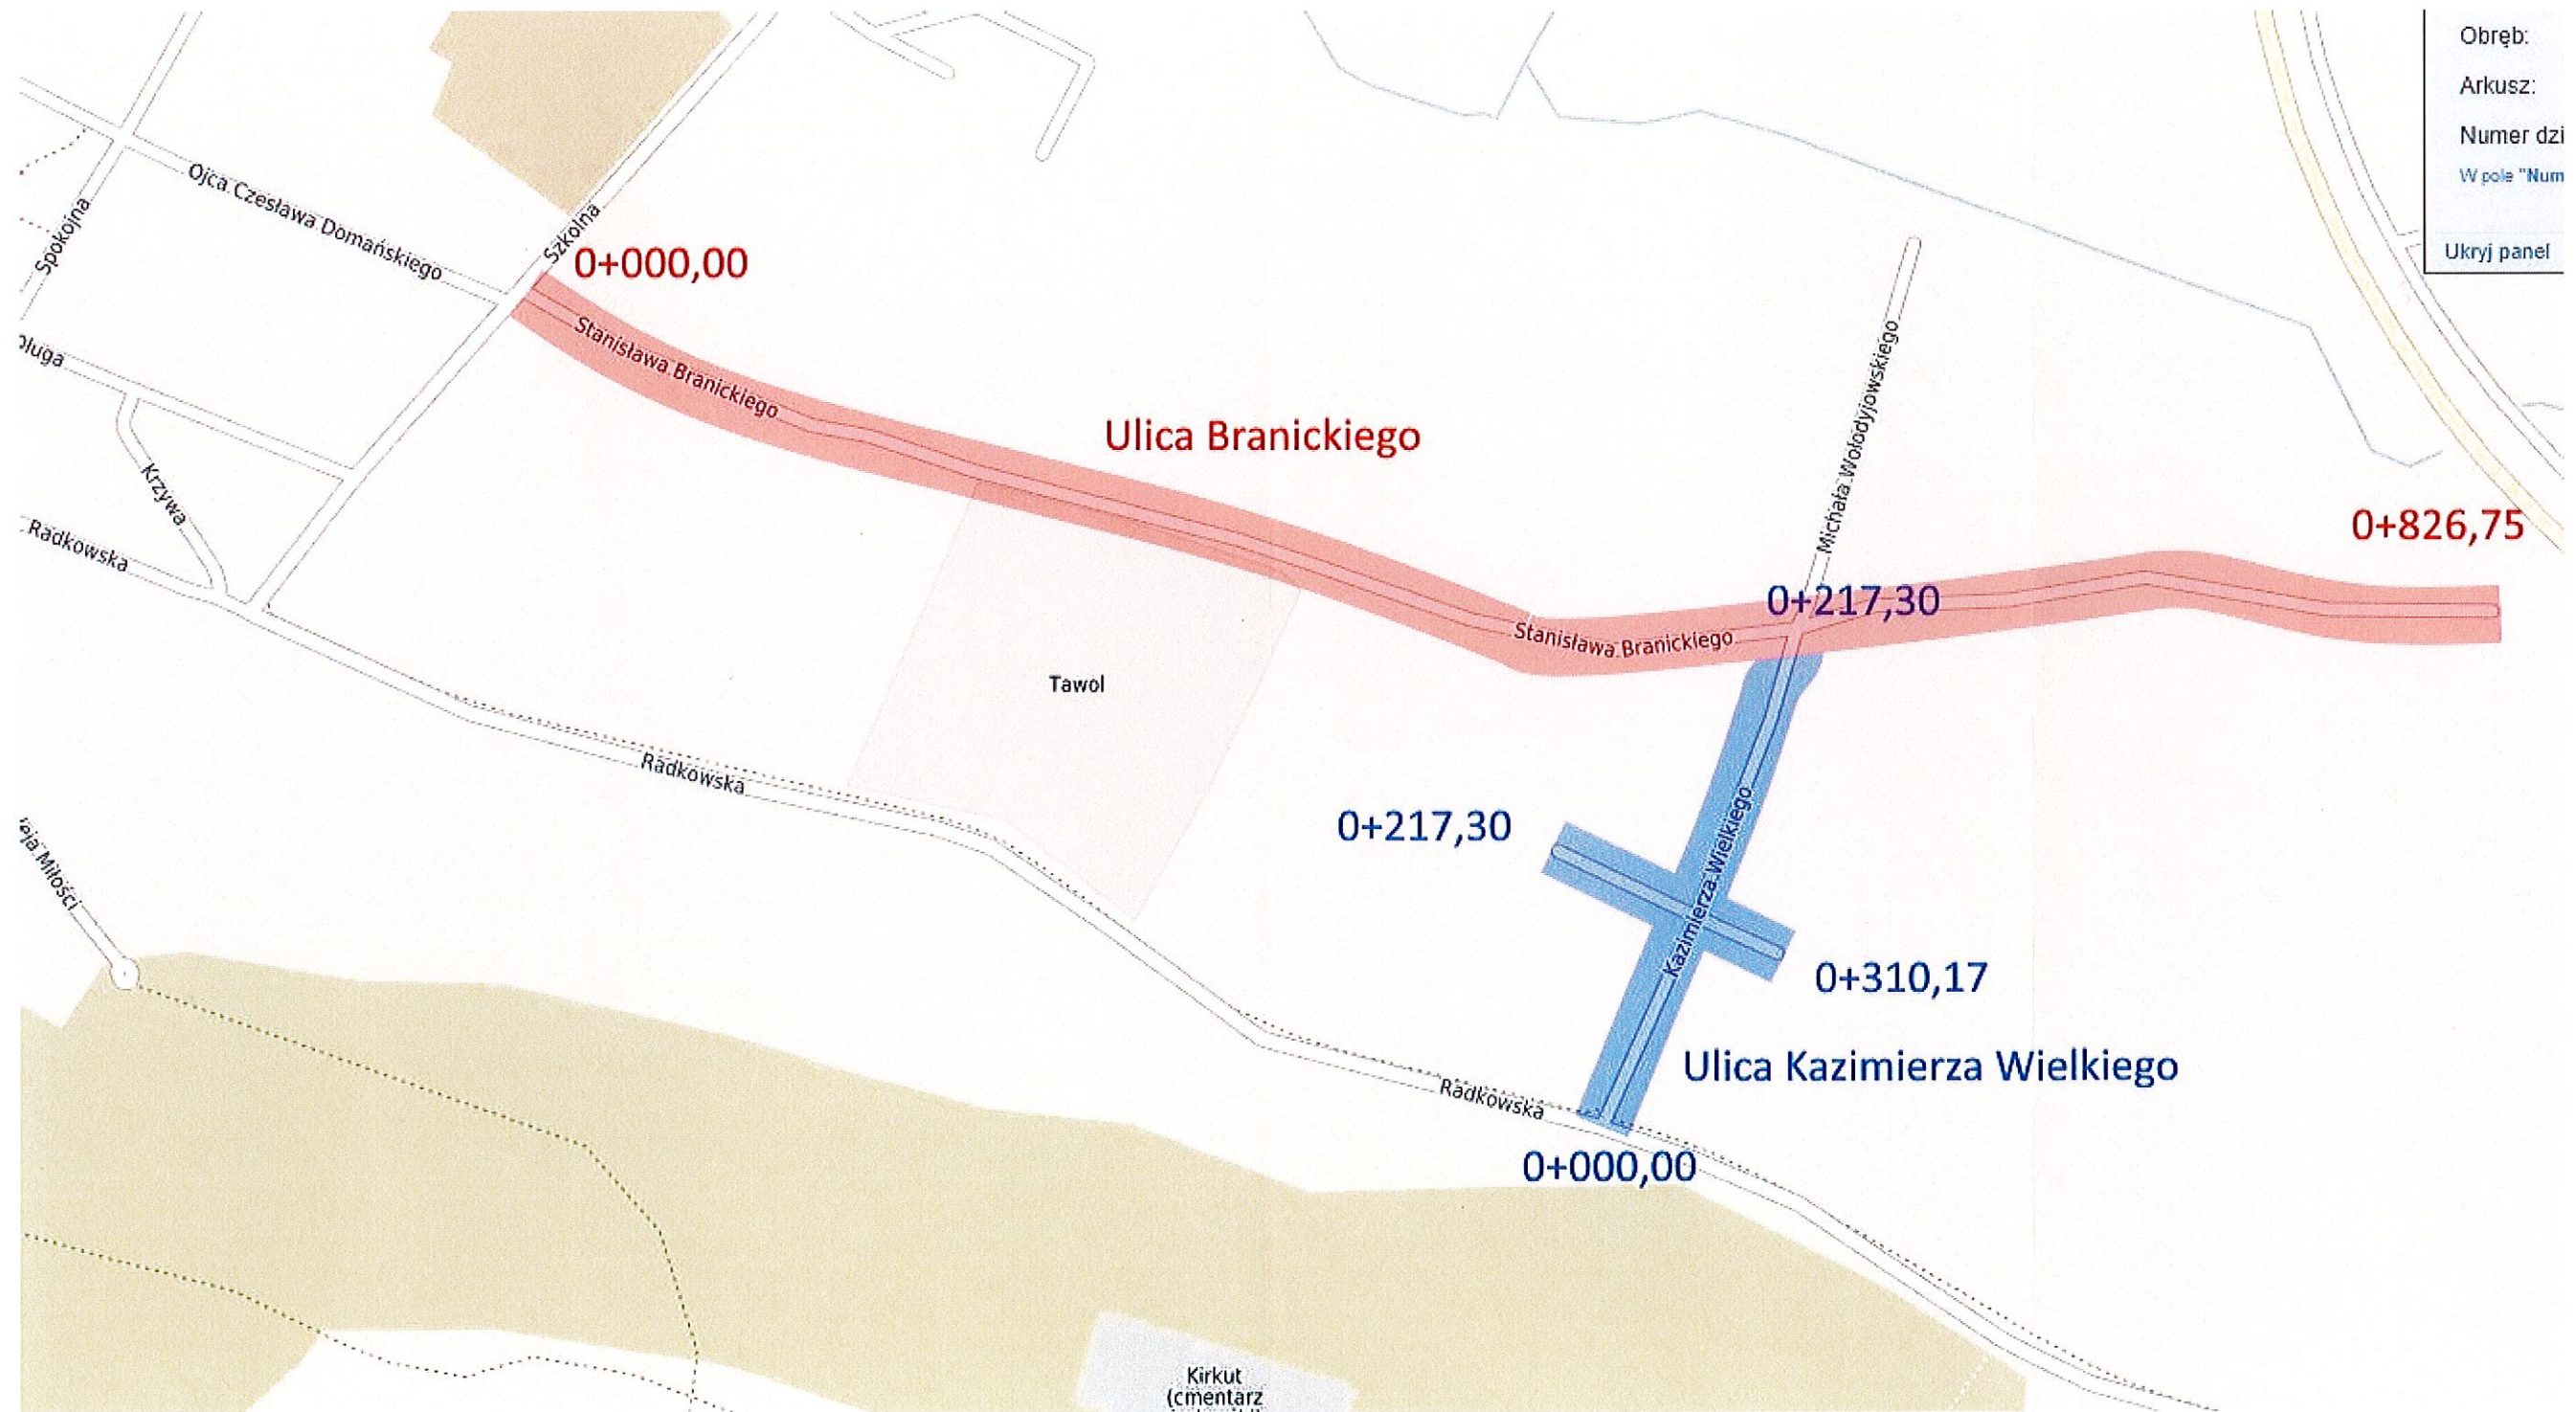 Obręb:
Arkusz:
Numer dzi
W pole "Num
Ukryj panel
Ojca Czesława Domańskiego
Spokojna
Szkolna
0+000,00
Stanisława Branickiego
Ulica Branickiego
Michała Wołodyjowskiego
0+826,75
0+217,30
Stanisława Branickiego
Krzywa
Radkowska
Tawol
Radkowska
0+217,30
Kazimierza Wielkiego
0+310,17
Ulica Kazimierza Wielkiego
Radkowska
0+000,00
Miłości
Kirkut
(cmentarz